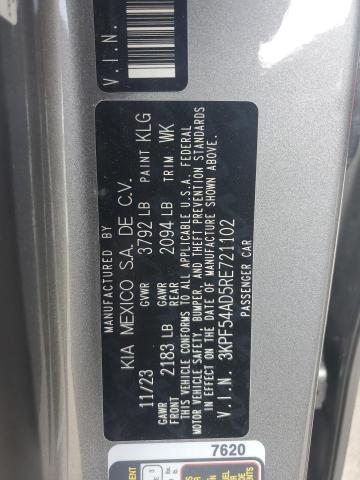 V.I.N.
MANUFACTURED BY
KIA MEXICO S.A. DE C.V.
11/23 GVWR 3792 LB PAINT KLG
GAWR FRONT 2183 LB GAWR REAR 2094 LB TRIM WK
THIS VEHICLE CONFORMS TO ALL APPLICABLE U.S.A. FEDERAL
MOTOR VEHICLE SAFETY, BUMPER, AND THEFT PREVENTION STANDARDS
IN EFFECT ON THE DATE OF MANUFACTURE SHOWN ABOVE.
V.I.N. 3KPF54AD5RE721102
PASSENGER CAR
7620